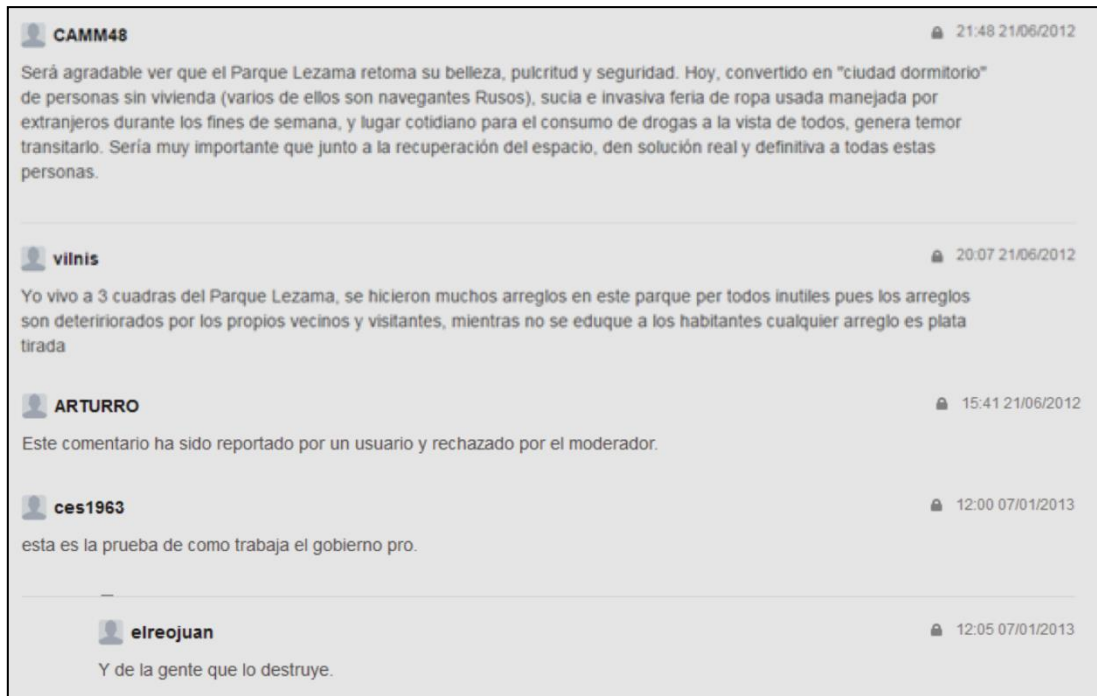 CAMM48
21:48 21/06/2012
Será agradable ver que el Parque Lezama retoma su belleza, pulcritud y seguridad. Hoy, convertido en "ciudad dormitorio"
de personas sin vivienda (varios de ellos son navegantes Rusos), sucia e invasiva feria de ropa usada manejada por
extranjeros durante los fines de semana, y lugar cotidiano para el consumo de drogas a la vista de todos, genera temor
transitarlo. Sería muy importante que junto a la recuperación del espacio, den solución real y definitiva a todas estas
personas.
vilnis
20:07 21/06/2012
Yo vivo a 3 cuadras del Parque Lezama, se hicieron muchos arreglos en este parque per todos inutiles pues los arreglos
son deteririorados por los propios vecinos y visitantes, mientras no se eduque a los habitantes cualquier arreglo es plata
tirada
ARTURRO
15:41 21/06/2012
Este comentario ha sido reportado por un usuario y rechazado por el moderador.
ces1963
12:00 07/01/2013
esta es la prueba de como trabaja el gobierno pro.
elreojuan
12:05 07/01/2013
Y de la gente que lo destruye.